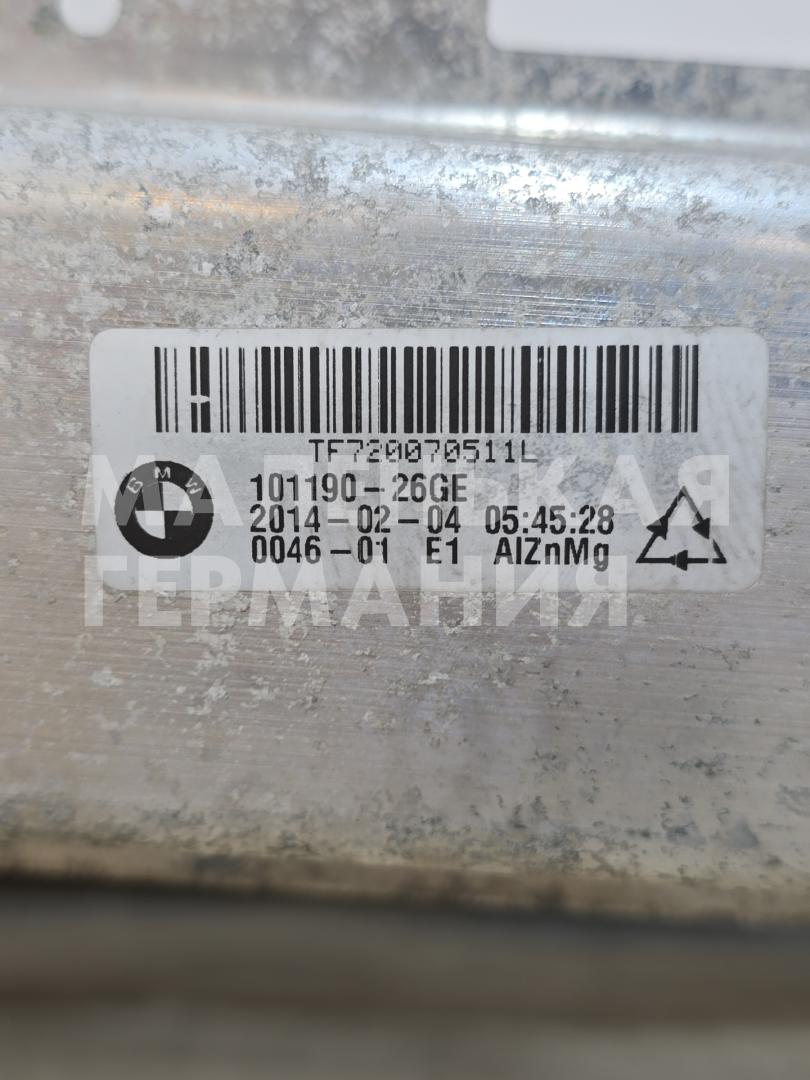 TF720070511L
BMW
101190-26GE
2014-02-04 05:45:28
0046-01 E1 AlZnMg
МАЛЕНЬКАЯ
ГЕРМАНИЯ